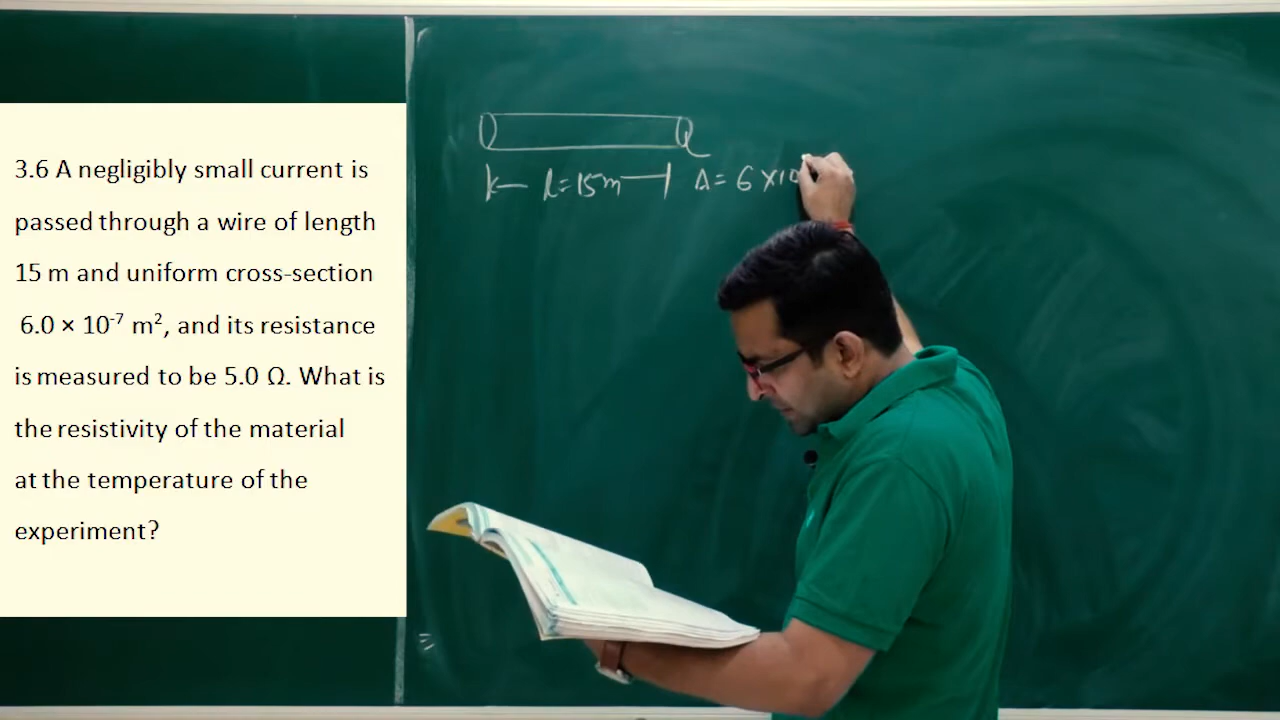 3.6 A negligibly small current is
passed through a wire of length
15 m and uniform cross-section
6.0 × 10⁻⁷ m², and its resistance
is measured to be 5.0 Ω. What is
the resistivity of the material
at the temperature of the
experiment?
l=15m A= 6×10